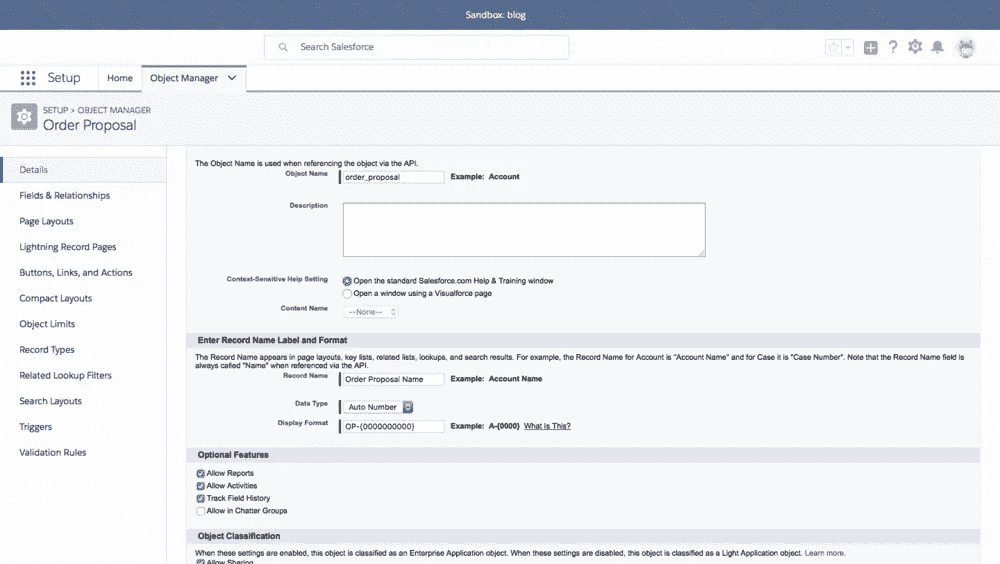 Sandbox: blog
Search Salesforce
Setup
Home
Object Manager
SETUP > OBJECT MANAGER
Order Proposal
Details
Fields & Relationships
Page Layouts
Lightning Record Pages
Buttons, Links, and Actions
Compact Layouts
Object Limits
Record Types
Related Lookup Filters
Search Layouts
Triggers
Validation Rules
The Object Name is used when referencing the object via the API.
Object Name order_proposal Example: Account
Description
Context-Sensitive Help Setting Open the standard Salesforce.com Help & Training window
Open a window using a Visualforce page
Content Name --None--
Enter Record Name Label and Format
The Record Name appears in page layouts, key lists, related lists, lookups, and search results. For example, the Record Name for Account is "Account Name" and for Case it is "Case Number". Note that the Record Name field is
always called "Name" when referenced via the API.
Record Name Order Proposal Name Example: Account Name
Data Type Auto Number
Display Format OP-{0000000000} Example: A-{0000} What Is This?
Optional Features
Allow Reports
Allow Activities
Track Field History
Allow in Chatter Groups
Object Classification
When these settings are enabled, this object is classified as an Enterprise Application object. When these settings are disabled, this object is classified as a Light Application object. Learn more.
Allow Sharing